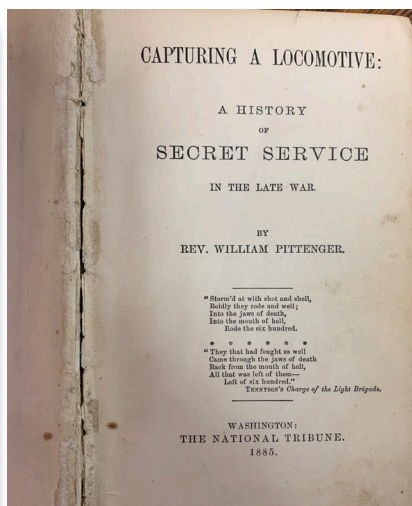 CAPTURING A LOCOMOTIVE:
A HISTORY
OF
SECRET SERVICE
IN THE LATE WAR.
BY
REV. WILLIAM PITTENGER.
"Storm'd at with shot and shell,
Boldly they rode and well;
Into the jaws of death,
Into the mouth of hell,
Rode the six hundred.
* * * * * *
"They that had fought so well
Came through the jaws of death
Back from the mouth of hell,
All that was left of them—
Left of six hundred."
TENNYSON'S Charge of the Light Brigade.
WASHINGTON:
THE NATIONAL TRIBUNE.
1885.